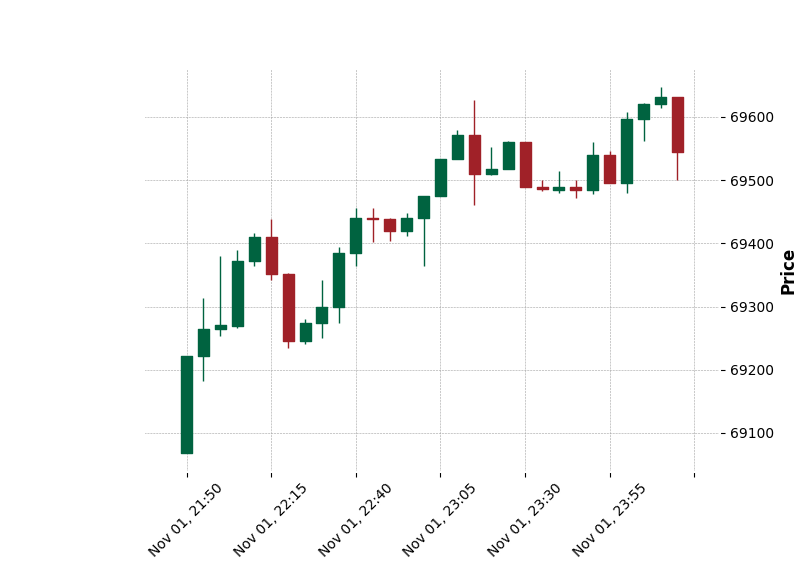 69600
69500
69400
69300
69200
69100
Price
Nov 01, 21:50
Nov 01, 22:15
Nov 01, 22:40
Nov 01, 23:05
Nov 01, 23:30
Nov 01, 23:55